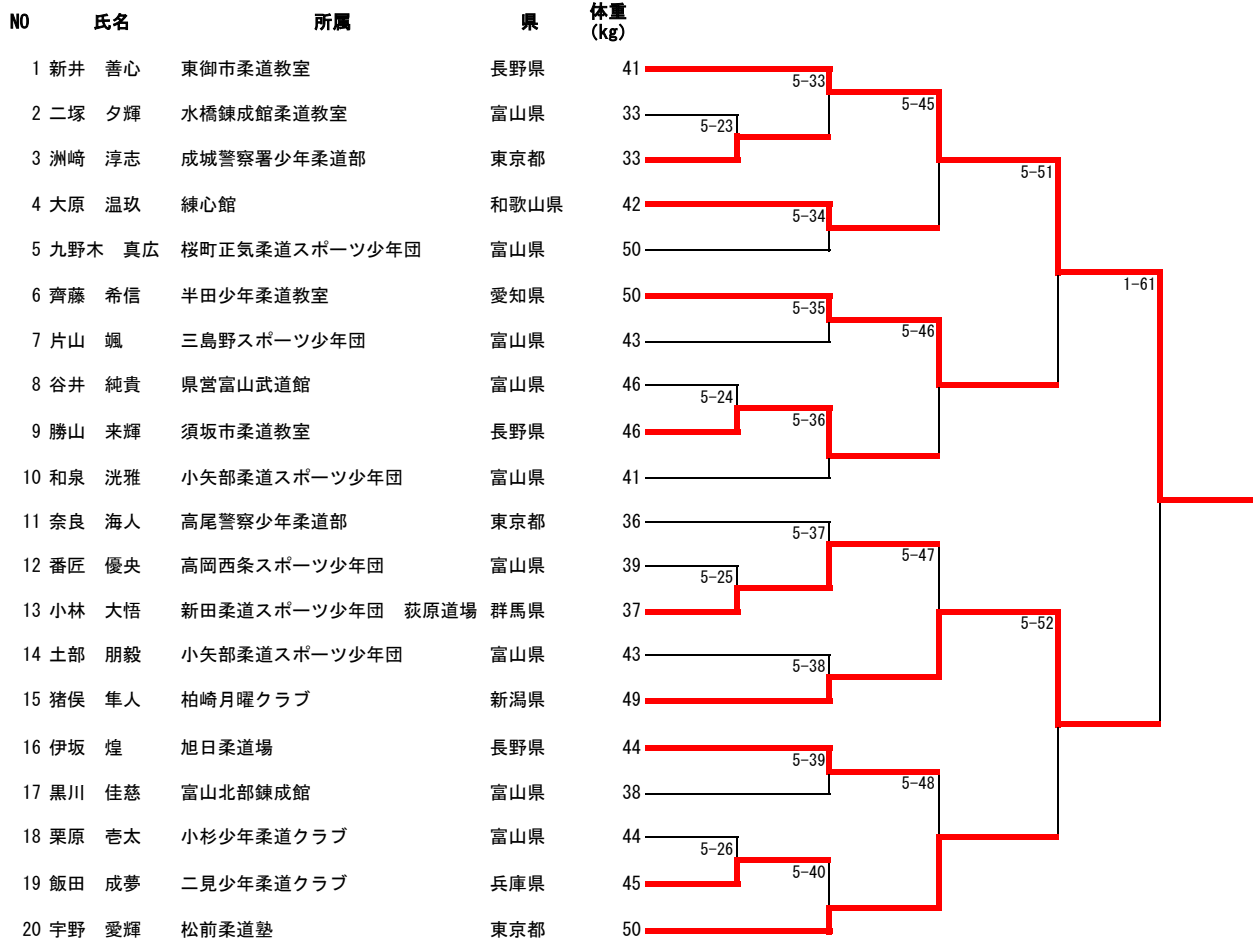 NO 氏名 所属 県 体重(kg)
1 新井 善心 東御市柔道教室 長野県 41
5-33
2 二塚 夕輝 水橋錬成館柔道教室 富山県 33
5-45
5-23
3 洲﨑 淳志 成城警察署少年柔道部 東京都 33
5-51
4 大原 温玖 練心館 和歌山県 42
5-34
5 九野木 真広 桜町正気柔道スポーツ少年団 富山県 50
1-61
6 齊藤 希信 半田少年柔道教室 愛知県 50
5-35
5-46
7 片山 颯 三島野スポーツ少年団 富山県 43
8 谷井 純貴 県営富山武道館 富山県 46
5-24
5-36
9 勝山 来輝 須坂市柔道教室 長野県 46
10 和泉 洸雅 小矢部柔道スポーツ少年団 富山県 41
11 奈良 海人 高尾警察少年柔道部 東京都 36
5-37
5-47
12 番匠 優央 高岡西条スポーツ少年団 富山県 39
5-25
13 小林 大悟 新田柔道スポーツ少年団 荻原道場 群馬県 37
5-52
14 土部 朋毅 小矢部柔道スポーツ少年団 富山県 43
5-38
15 猪俣 隼人 柏崎月曜クラブ 新潟県 49
16 伊坂 煌 旭日柔道場 長野県 44
5-39
5-48
17 黒川 佳慈 富山北部錬成館 富山県 38
18 栗原 壱太 小杉少年柔道クラブ 富山県 44
5-26
5-40
19 飯田 成夢 二見少年柔道クラブ 兵庫県 45
20 宇野 愛輝 松前柔道塾 東京都 50